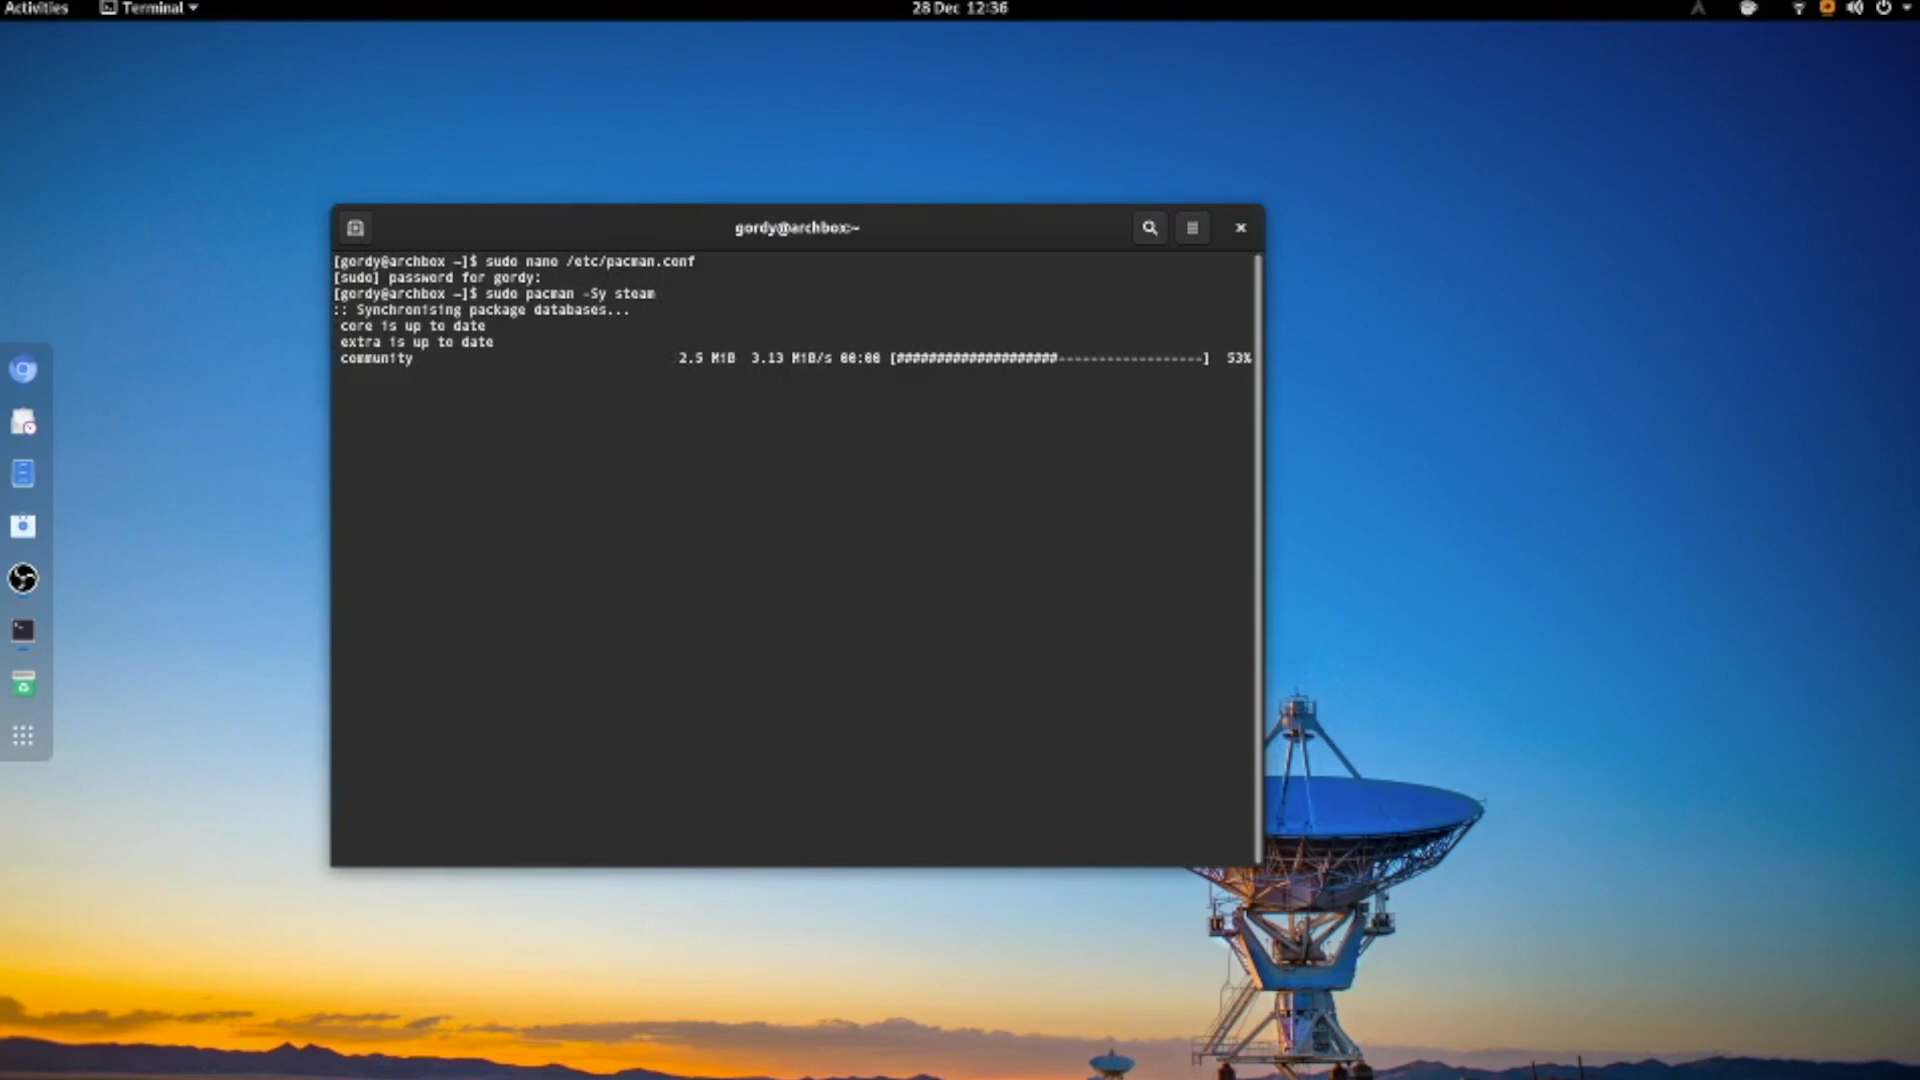 Activities Terminal 28 Dec 12:36
gordy@archbox:~
[gordy@archbox ~]$ sudo nano /etc/pacman.conf
[sudo] password for gordy:
[gordy@archbox ~]$ sudo pacman -Sy steam
:: Synchronising package databases...
core is up to date
extra is up to date
community 2.5 MiB 3.13 MiB/s 00:00 [####################------------------] 53%